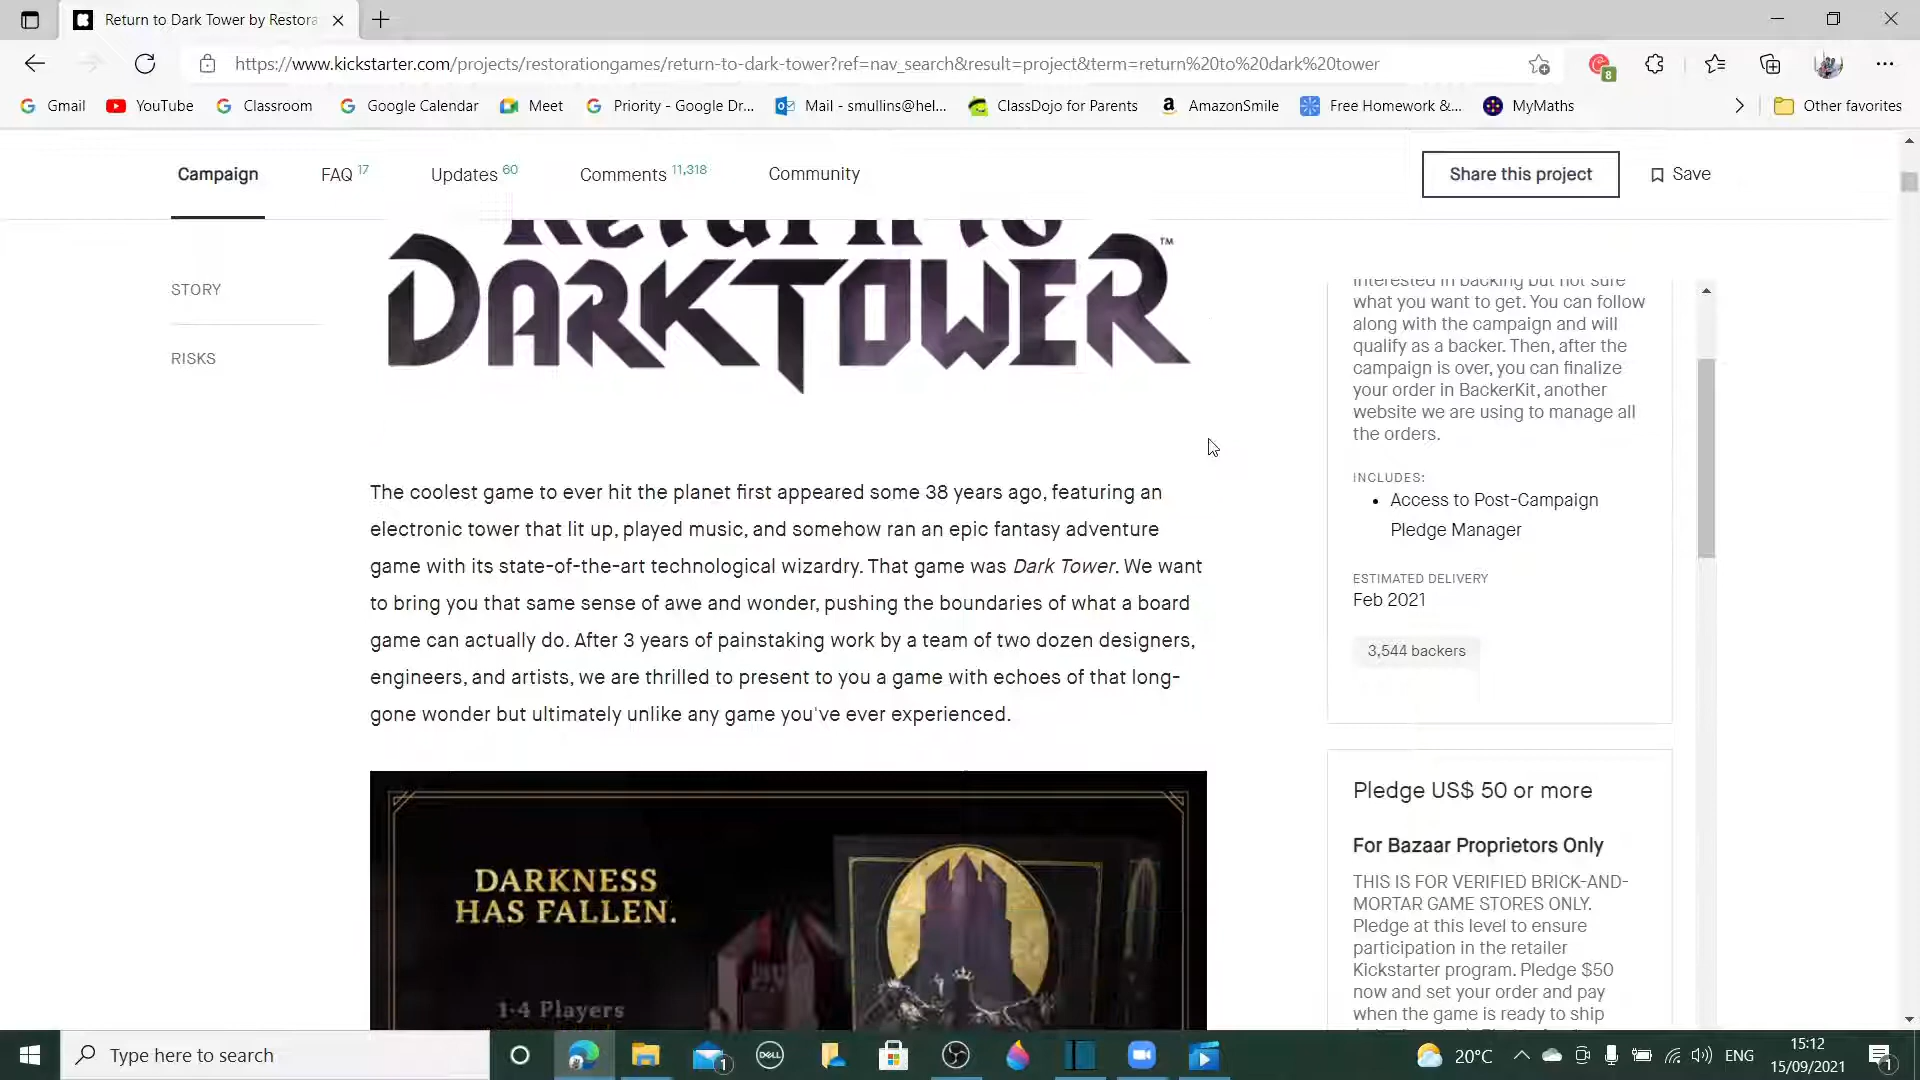 Return to Dark Tower by Restora
https://www.kickstarter.com/projects/restorationgames/return-to-dark-tower?ref=nav_search&result=project&term=return%20to%20dark%20tower
8
Gmail YouTube Classroom Google Calendar Meet Priority - Google Dr... Mail - smullins@hel... ClassDojo for Parents AmazonSmile Free Homework &... MyMaths Other favorites
Campaign FAQ 17 Updates 60 Comments 11,318 Community Share this project Save
Return to
DARK TOWER™
STORY
RISKS
The coolest game to ever hit the planet first appeared some 38 years ago, featuring an
electronic tower that lit up, played music, and somehow ran an epic fantasy adventure
game with its state-of-the-art technological wizardry. That game was Dark Tower. We want
to bring you that same sense of awe and wonder, pushing the boundaries of what a board
game can actually do. After 3 years of painstaking work by a team of two dozen designers,
engineers, and artists, we are thrilled to present to you a game with echoes of that long-
gone wonder but ultimately unlike any game you've ever experienced.
DARKNESS
HAS FALLEN.
1-4 Players
interested in backing but not sure
what you want to get. You can follow
along with the campaign and will
qualify as a backer. Then, after the
campaign is over, you can finalize
your order in BackerKit, another
website we are using to manage all
the orders.
INCLUDES:
Access to Post-Campaign
Pledge Manager
ESTIMATED DELIVERY
Feb 2021
3,544 backers
Pledge US$ 50 or more
For Bazaar Proprietors Only
THIS IS FOR VERIFIED BRICK-AND-
MORTAR GAME STORES ONLY.
Pledge at this level to ensure
participation in the retailer
Kickstarter program. Pledge $50
now and set your order and pay
when the game is ready to ship
Type here to search
1
DELL
20°C
ENG
15:12
15/09/2021
1